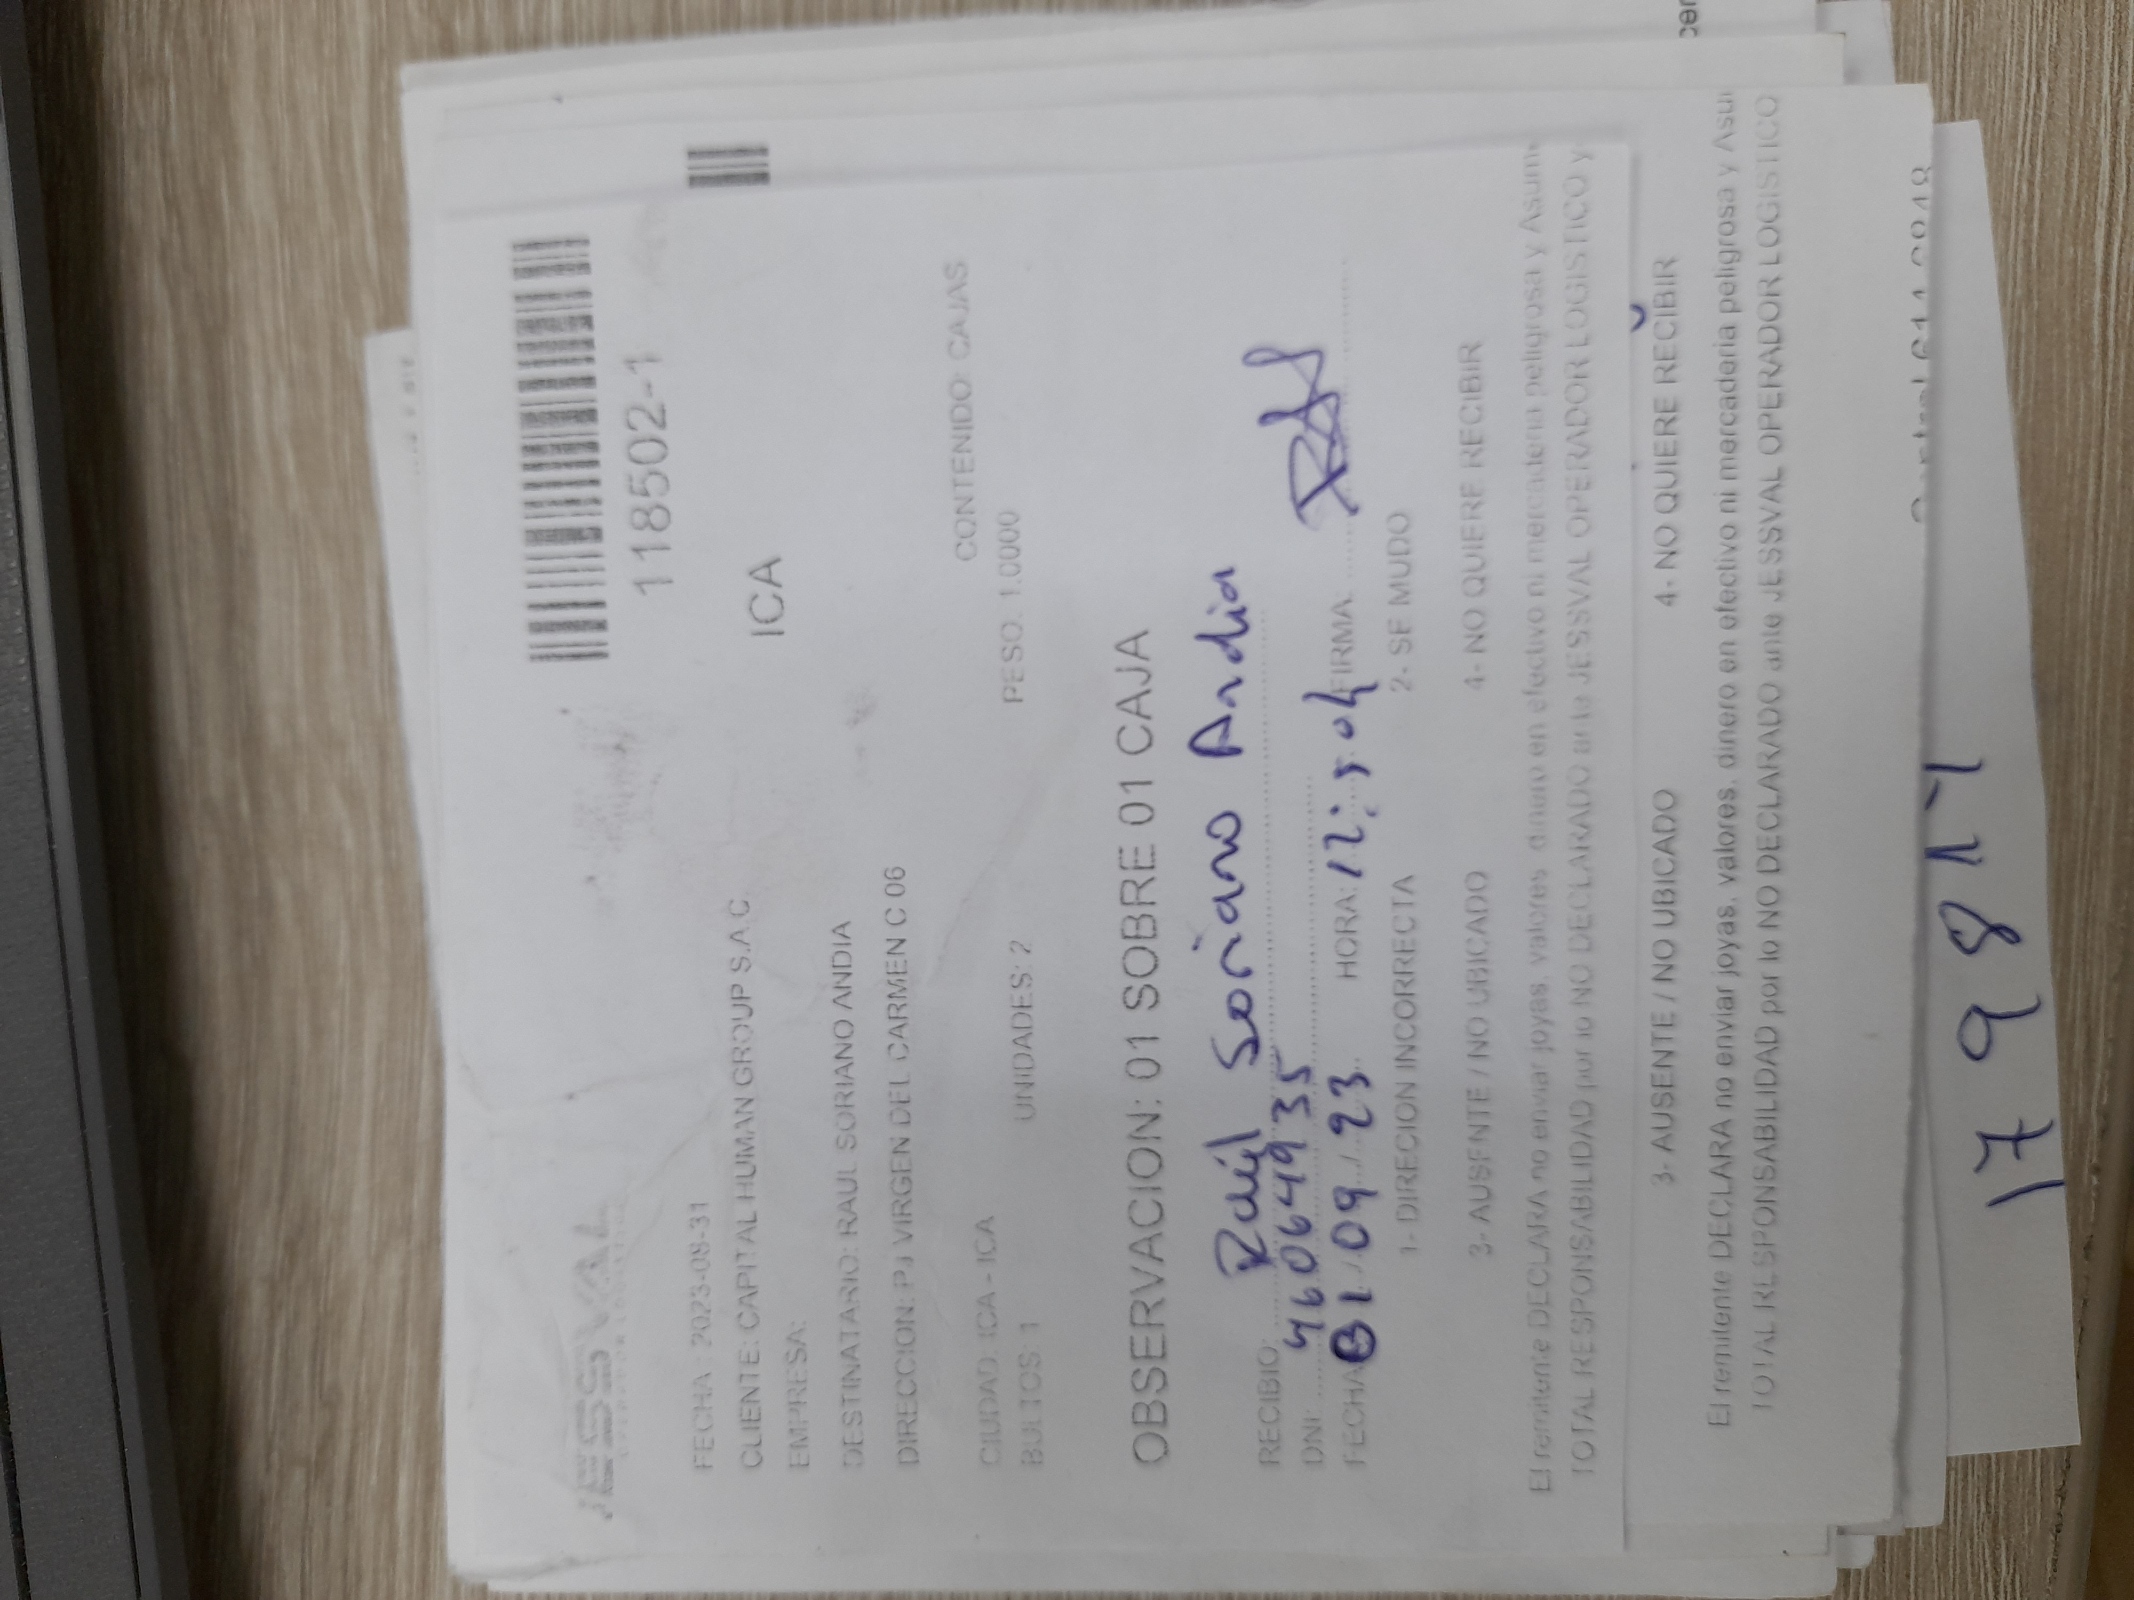 JESSVAL
118502-1
FECHA : 2023-08-31
CLIENTE: CAPITAL HUMAN GROUP S.A.C
ICA
EMPRESA:
DESTINATARIO: RAUL SORIANO ANDIA
DIRECCION: PJ VIRGEN DEL CARMEN C 06
CIUDAD: ICA - ICA
CONTENIDO: CAJAS
BULTOS: 1 UNIDADES: 2 PESO: 1.0000
OBSERVACION: 01 SOBRE 01 CAJA
RECIBIO: Raúl Soriano Andia
DNI: 46064935
FECHA: 01 / 09 / 23 HORA: 12: FIRMA
1- DIRECION INCORRECTA 2- SE MUDO
3- AUSENTE / NO UBICADO 4- NO QUIERE RECIBIR
El remitente DECLARA no enviar joyas, valores, dinero en efectivo ni mercaderia peligrosa y Asum
TOTAL RESPONSABILIDAD por lo NO DECLARADO ante JESSVAL OPERADOR LOGISTICO y
3- AUSENTE / NO UBICADO 4- NO QUIERE RECIBIR
El remitente DECLARA no enviar joyas, valores, dinero en efectivo ni mercaderia peligrosa y Asu
TOTAL RESPONSABILIDAD por lo NO DECLARADO ante JESSVAL OPERADOR LOGISTICO